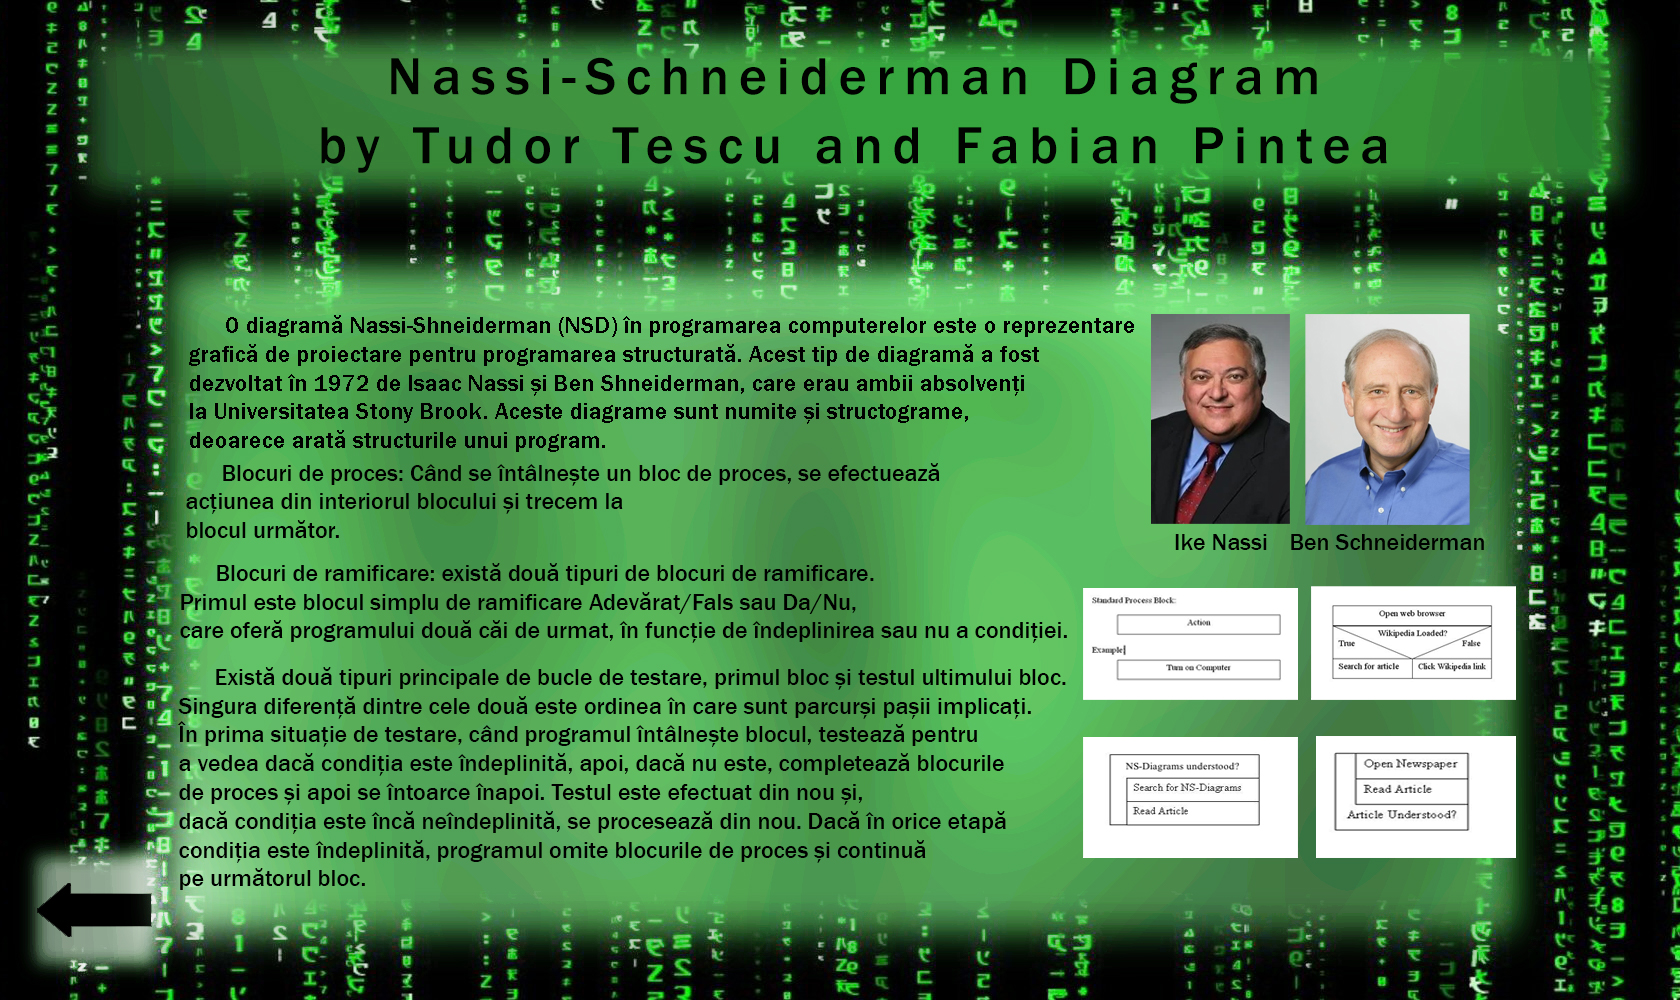 Nassi-Schneiderman Diagram
by Tudor Tescu and Fabian Pintea
O diagramă Nassi-Shneiderman (NSD) în programarea computerelor este o reprezentare
grafică de proiectare pentru programarea structurată. Acest tip de diagramă a fost
dezvoltat în 1972 de Isaac Nassi și Ben Shneiderman, care erau ambii absolvenți
la Universitatea Stony Brook. Aceste diagrame sunt numite și structograme,
deoarece arată structurile unui program.
Blocuri de proces: Când se întâlnește un bloc de proces, se efectuează
acțiunea din interiorul blocului și trecem la
blocul următor.
Blocuri de ramificare: există două tipuri de blocuri de ramificare.
Primul este blocul simplu de ramificare Adevărat/Fals sau Da/Nu,
care oferă programului două căi de urmat, în funcție de îndeplinirea sau nu a condiției.
Există două tipuri principale de bucle de testare, primul bloc și testul ultimului bloc.
Singura diferență dintre cele două este ordinea în care sunt parcurși pașii implicați.
În prima situație de testare, când programul întâlnește blocul, testează pentru
a vedea dacă condiția este îndeplinită, apoi, dacă nu este, completează blocurile
de proces și apoi se întoarce înapoi. Testul este efectuat din nou și,
dacă condiția este încă neîndeplinită, se procesează din nou. Dacă în orice etapă
condiția este îndeplinită, programul omite blocurile de proces și continuă
pe următorul bloc.
Ike Nassi
Ben Schneiderman
Standard Process Block:
Action
Example
Turn on Computer
Open web browser
Wikipedia Loaded?
True
False
Search for article
Click Wikipedia link
NS-Diagrams understood?
Search for NS-Diagrams
Read Article
Open Newspaper
Read Article
Article Understood?